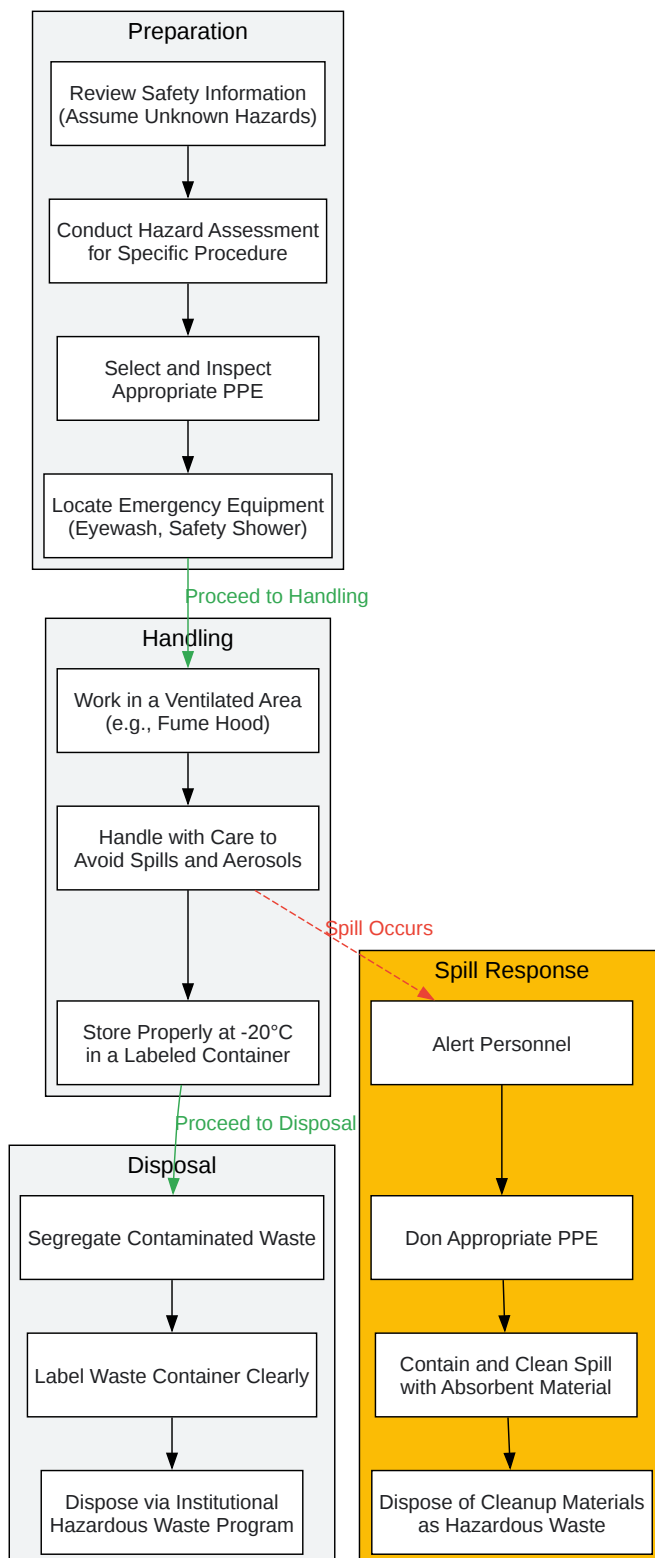 Preparation
Review Safety Information
(Assume Unknown Hazards)
Conduct Hazard Assessment
for Specific Procedure
Select and Inspect
Appropriate PPE
Locate Emergency Equipment
(Eyewash, Safety Shower)
Proceed to Handling
Handling
Work in a Ventilated Area
(e.g., Fume Hood)
Handle with Care to
Avoid Spills and Aerosols
Spill Occurs
Store Properly at -20°C
in a Labeled Container
Proceed to Disposal
Spill Response
Alert Personnel
Don Appropriate PPE
Contain and Clean Spill
with Absorbent Material
Dispose of Cleanup Materials
as Hazardous Waste
Disposal
Segregate Contaminated Waste
Label Waste Container Clearly
Dispose via Institutional
Hazardous Waste Program